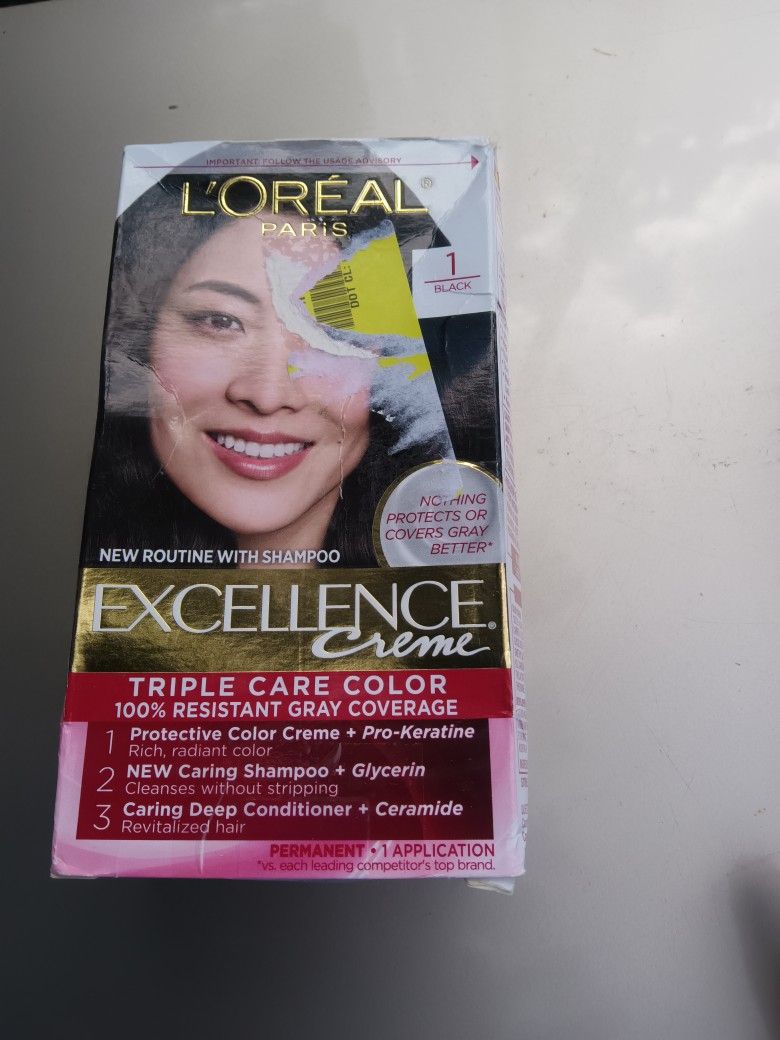 IMPORTANT: FOLLOW THE USAGE ADVISORY
L'ORÉAL®
PARIS
1
BLACK
DOT CL:
NOTHING
PROTECTS OR
COVERS GRAY
BETTER*
NEW ROUTINE WITH SHAMPOO
EXCELLENCE®
Creme
TRIPLE CARE COLOR
100% RESISTANT GRAY COVERAGE
1 Protective Color Creme + Pro-Keratine
Rich, radiant color
2 NEW Caring Shampoo + Glycerin
Cleanses without stripping
3 Caring Deep Conditioner + Ceramide
Revitalized hair
PERMANENT • 1 APPLICATION
*vs. each leading competitor's top brand.